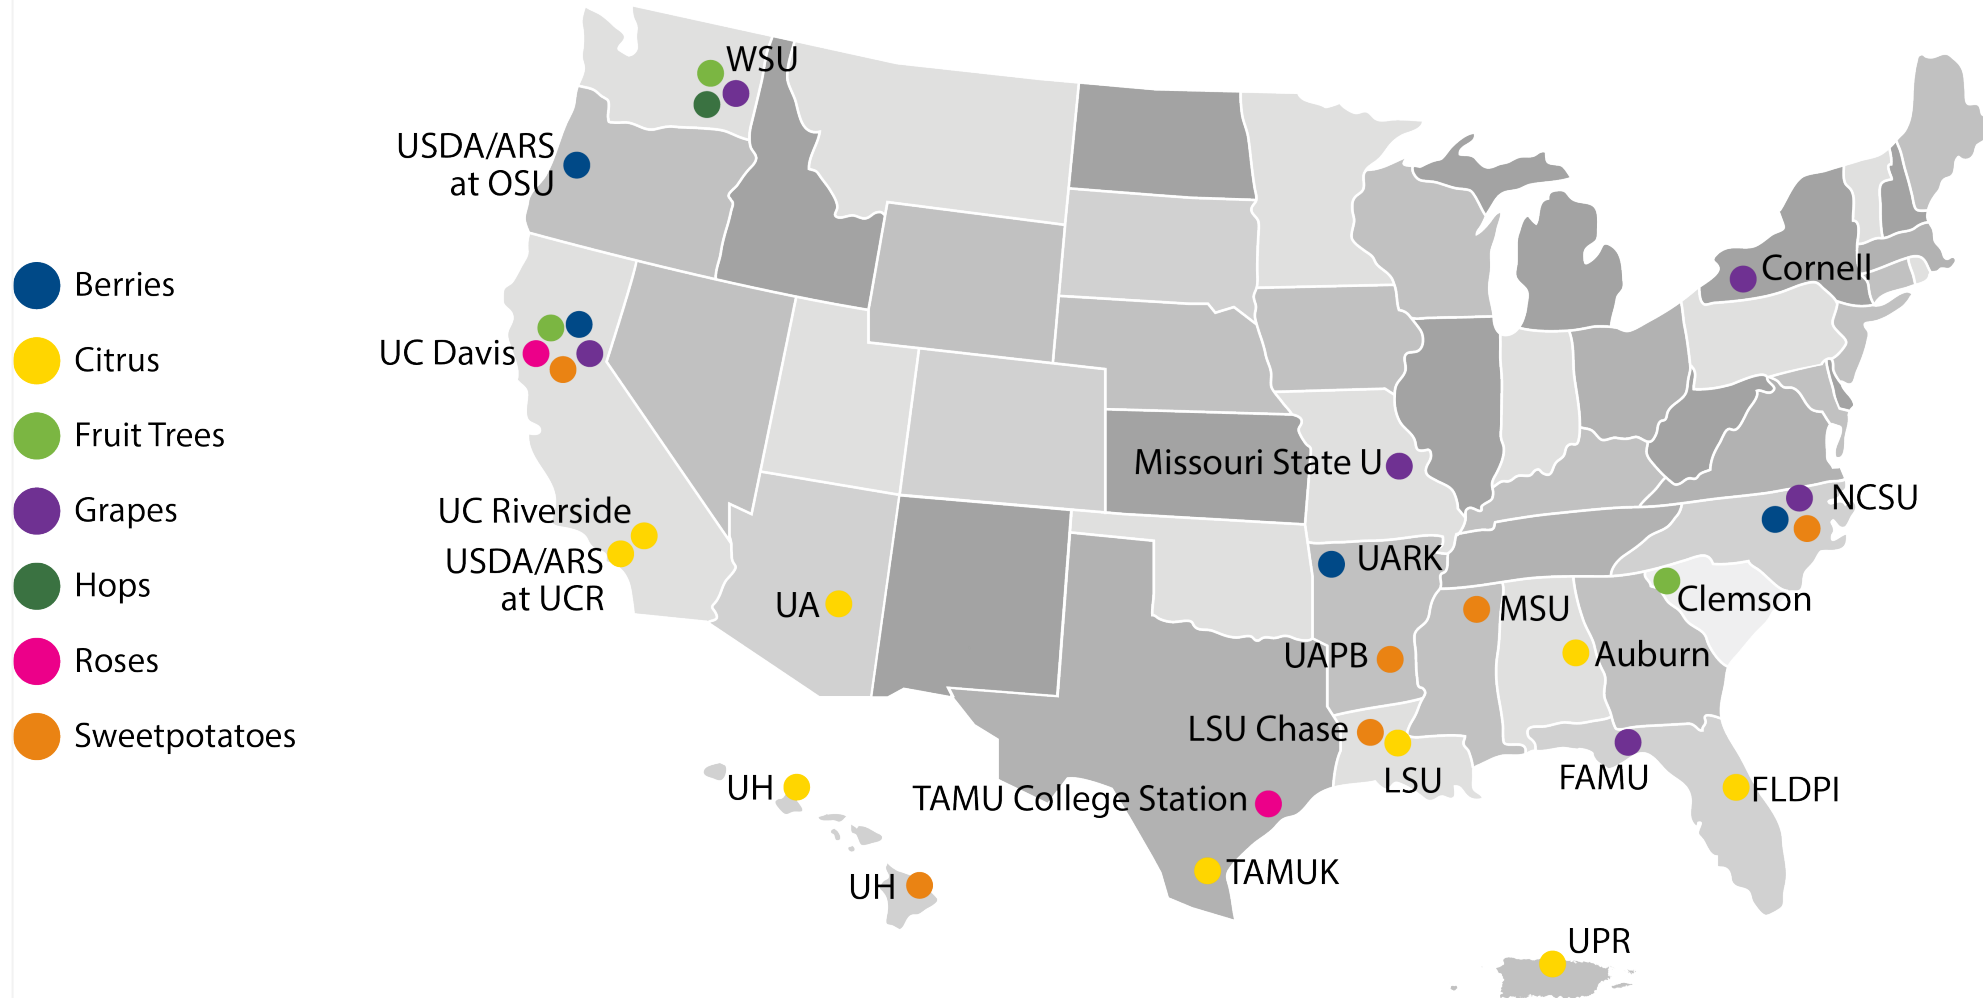 WSU
USDA/ARS
at OSU
Berries
Citrus
Fruit Trees
Grapes
Hops
Roses
Sweetpotatoes
Cornell
UC Davis
Missouri State U
NCSU
UC Riverside
USDA/ARS
at UCR
UARK
UA
MSU
Clemson
UAPB
Auburn
LSU Chase
LSU
FAMU
FLDPI
UH
TAMU College Station
TAMUK
UH
UPR